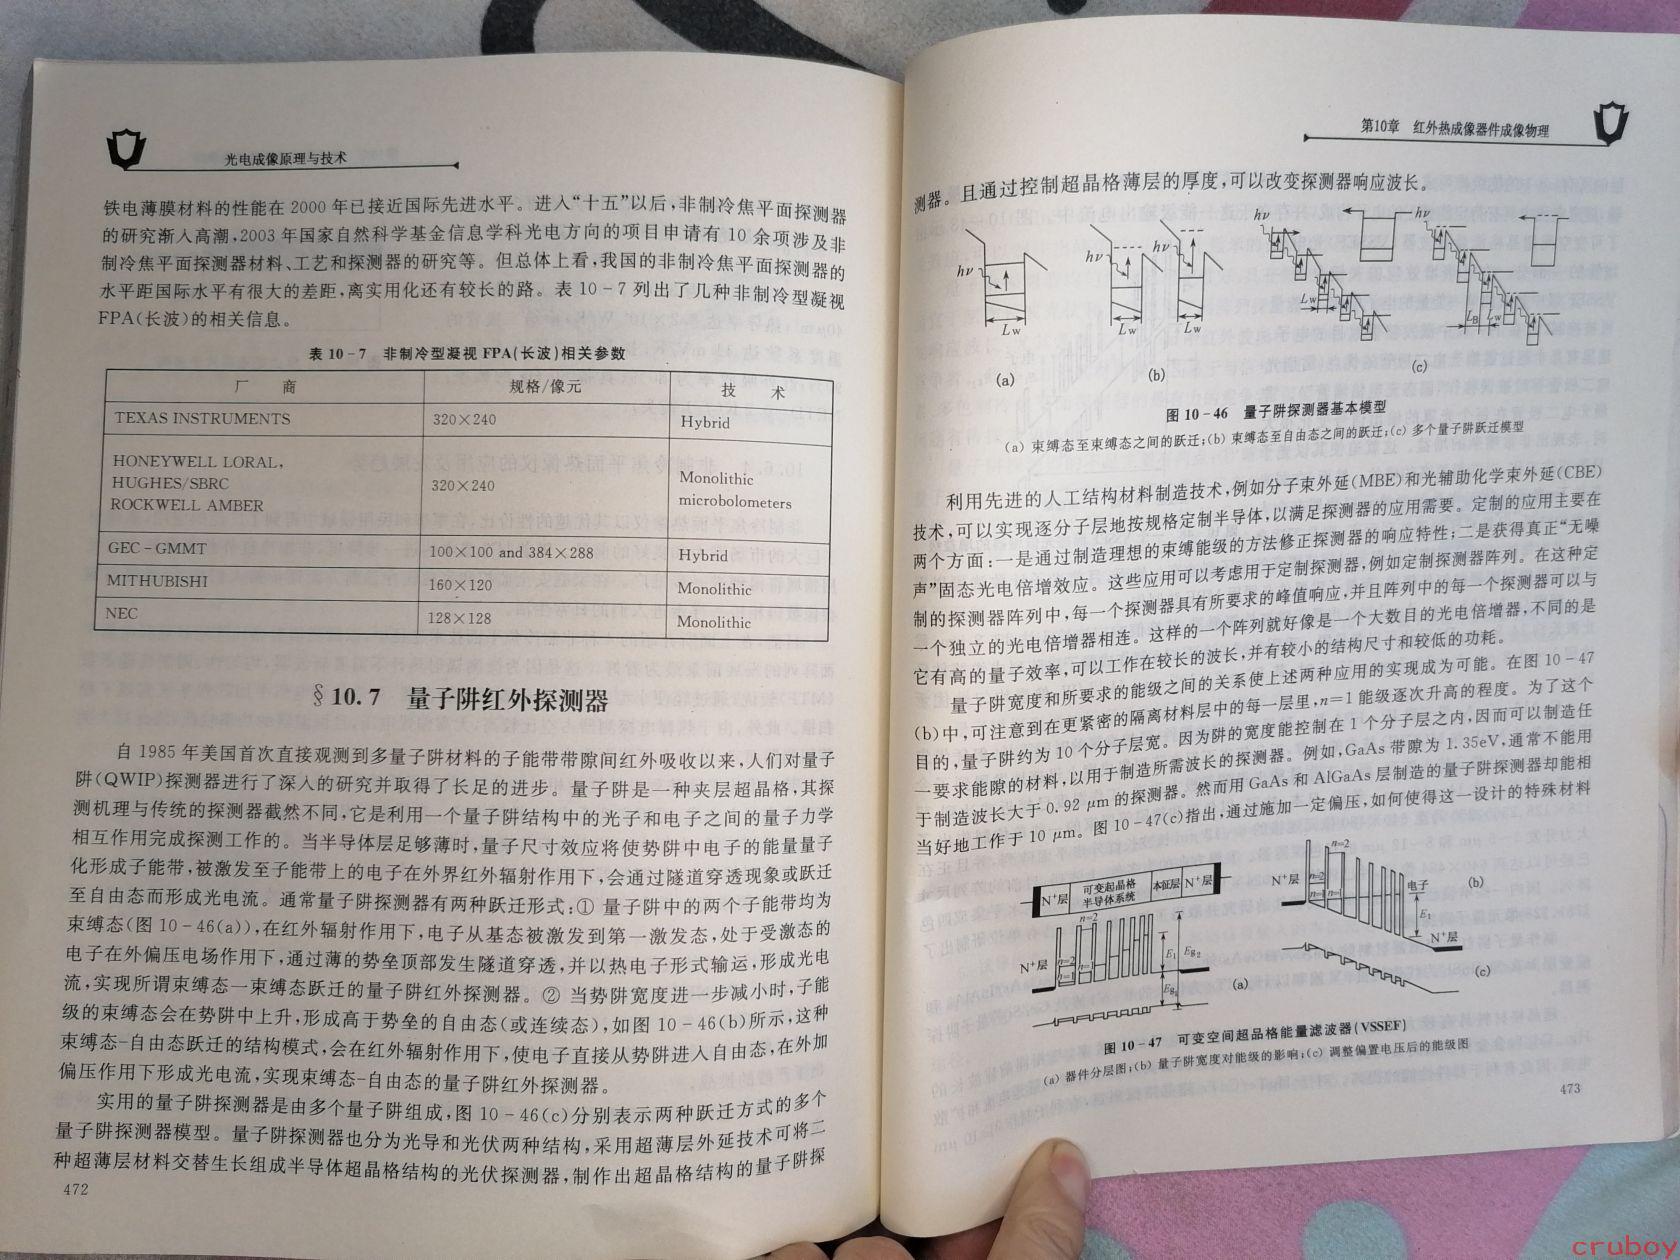 光电成像原理与技术
铁电薄膜材料的性能在 2000 年已接近国际先进水平。进入“十五”以后,非制冷焦平面探测器
的研究渐入高潮,2003 年国家自然科学基金信息学科光电方向的项目申请有 10 余项涉及非
制冷焦平面探测器材料、工艺和探测器的研究等。但总体上看,我国的非制冷焦平面探测器的
水平距国际水平有很大的差距,离实用化还有较长的路。表 10－7 列出了几种非制冷型凝视
FPA(长波)的相关信息。
表 10－7 非制冷型凝视 FPA(长波)相关参数
厂 商 规格/像元 技 术
TEXAS INSTRUMENTS 320×240 Hybrid
HONEYWELL LORAL,
HUGHES/SBRC 320×240 Monolithic
ROCKWELL AMBER microbolometers
GEC－GMMT 100×100 and 384×288 Hybrid
MITHUBISHI 160×120 Monolithic
NEC 128×128 Monolithic
§10.7 量子阱红外探测器
自 1985 年美国首次直接观测到多量子阱材料的子能带带隙间红外吸收以来,人们对量子
阱(QWIP)探测器进行了深入的研究并取得了长足的进步。量子阱是一种夹层超晶格,其探
测机理与传统的探测器截然不同,它是利用一个量子阱结构中的光子和电子之间的量子力学
相互作用完成探测工作的。当半导体层足够薄时,量子尺寸效应将使势阱中电子的能量量子
化形成子能带,被激发至子能带上的电子在外界红外辐射作用下,会通过隧道穿透现象或跃迁
至自由态而形成光电流。通常量子阱探测器有两种跃迁形式:① 量子阱中的两个子能带均为
束缚态(图 10－46(a)),在红外辐射作用下,电子从基态被激发到第一激发态,处于受激态的
电子在外偏压电场作用下,通过薄的势垒顶部发生隧道穿透,并以热电子形式输运,形成光电
流,实现所谓束缚态—束缚态跃迁的量子阱红外探测器。② 当势阱宽度进一步减小时,子能
级的束缚态会在势阱中上升,形成高于势垒的自由态(或连续态),如图 10－46(b)所示,这种
束缚态-自由态跃迁的结构模式,会在红外辐射作用下,使电子直接从势阱进入自由态,在外加
偏压作用下形成光电流,实现束缚态-自由态的量子阱红外探测器。
实用的量子阱探测器是由多个量子阱组成,图 10－46(c)分别表示两种跃迁方式的多个
量子阱探测器模型。量子阱探测器也分为光导和光伏两种结构,采用超薄层外延技术可将二
种超薄层材料交替生长组成半导体超晶格结构的光伏探测器,制作出超晶格结构的量子阱探
472
第10章 红外热成像器件成像物理
测器。且通过控制超晶格薄层的厚度,可以改变探测器响应波长。
hν hν hν hν hν
Lw Lw Lw Lw LB Lw
(a) (b) (c)
图 10－46 量子阱探测器基本模型
(a) 束缚态至束缚态之间的跃迁;(b) 束缚态至自由态之间的跃迁;(c) 多个量子阱跃迁模型
利用先进的人工结构材料制造技术,例如分子束外延(MBE)和光辅助化学束外延(CBE)
技术,可以实现逐分子层地按规格定制半导体,以满足探测器的应用需要。定制的应用主要在
两个方面:一是通过制造理想的束缚能级的方法修正探测器的响应特性;二是获得真正“无噪
声”固态光电倍增效应。这些应用可以考虑用于定制探测器,例如定制探测器阵列。在这种定
制的探测器阵列中,每一个探测器具有所要求的峰值响应,并且阵列中的每一个探测器可以与
一个独立的光电倍增器相连。这样的一个阵列就好像是一个大数目的光电倍增器,不同的是
它有高的量子效率,可以工作在较长的波长,并有较小的结构尺寸和较低的功耗。
量子阱宽度和所要求的能级之间的关系使上述两种应用的实现成为可能。在图 10－47
(b)中,可注意到在更紧密的隔离材料层中的每一层里,n=1 能级逐次升高的程度。为了这个
目的,量子阱约为 10 个分子层宽。因为阱的宽度能控制在 1 个分子层之内,因而可以制造任
一要求能隙的材料,以用于制造所需波长的探测器。例如,GaAs 带隙为 1.35eV,通常不能用
于制造波长大于 0.92 μm 的探测器。然而用 GaAs 和 AlGaAs 层制造的量子阱探测器却能相
当好地工作于 10 μm。图 10－47(c)指出,通过施加一定偏压,如何使得这一设计的特殊材料
N⁺层 可变起晶格 半导体系统 本征层 N⁺层
n=2
n=2
n=1 n=1
N⁺层 E₁ Eg₂
Eg₁
(a)
n=2
N⁺层 n=2
n=1 n=1 电子 (b)
E₁
N⁺层
(c)
图 10－47 可变空间超晶格能量滤波器(VSSEF)
(a) 器件分层图;(b) 量子阱宽度对能级的影响;(c) 调整偏置电压后的能级图
473
cruboy